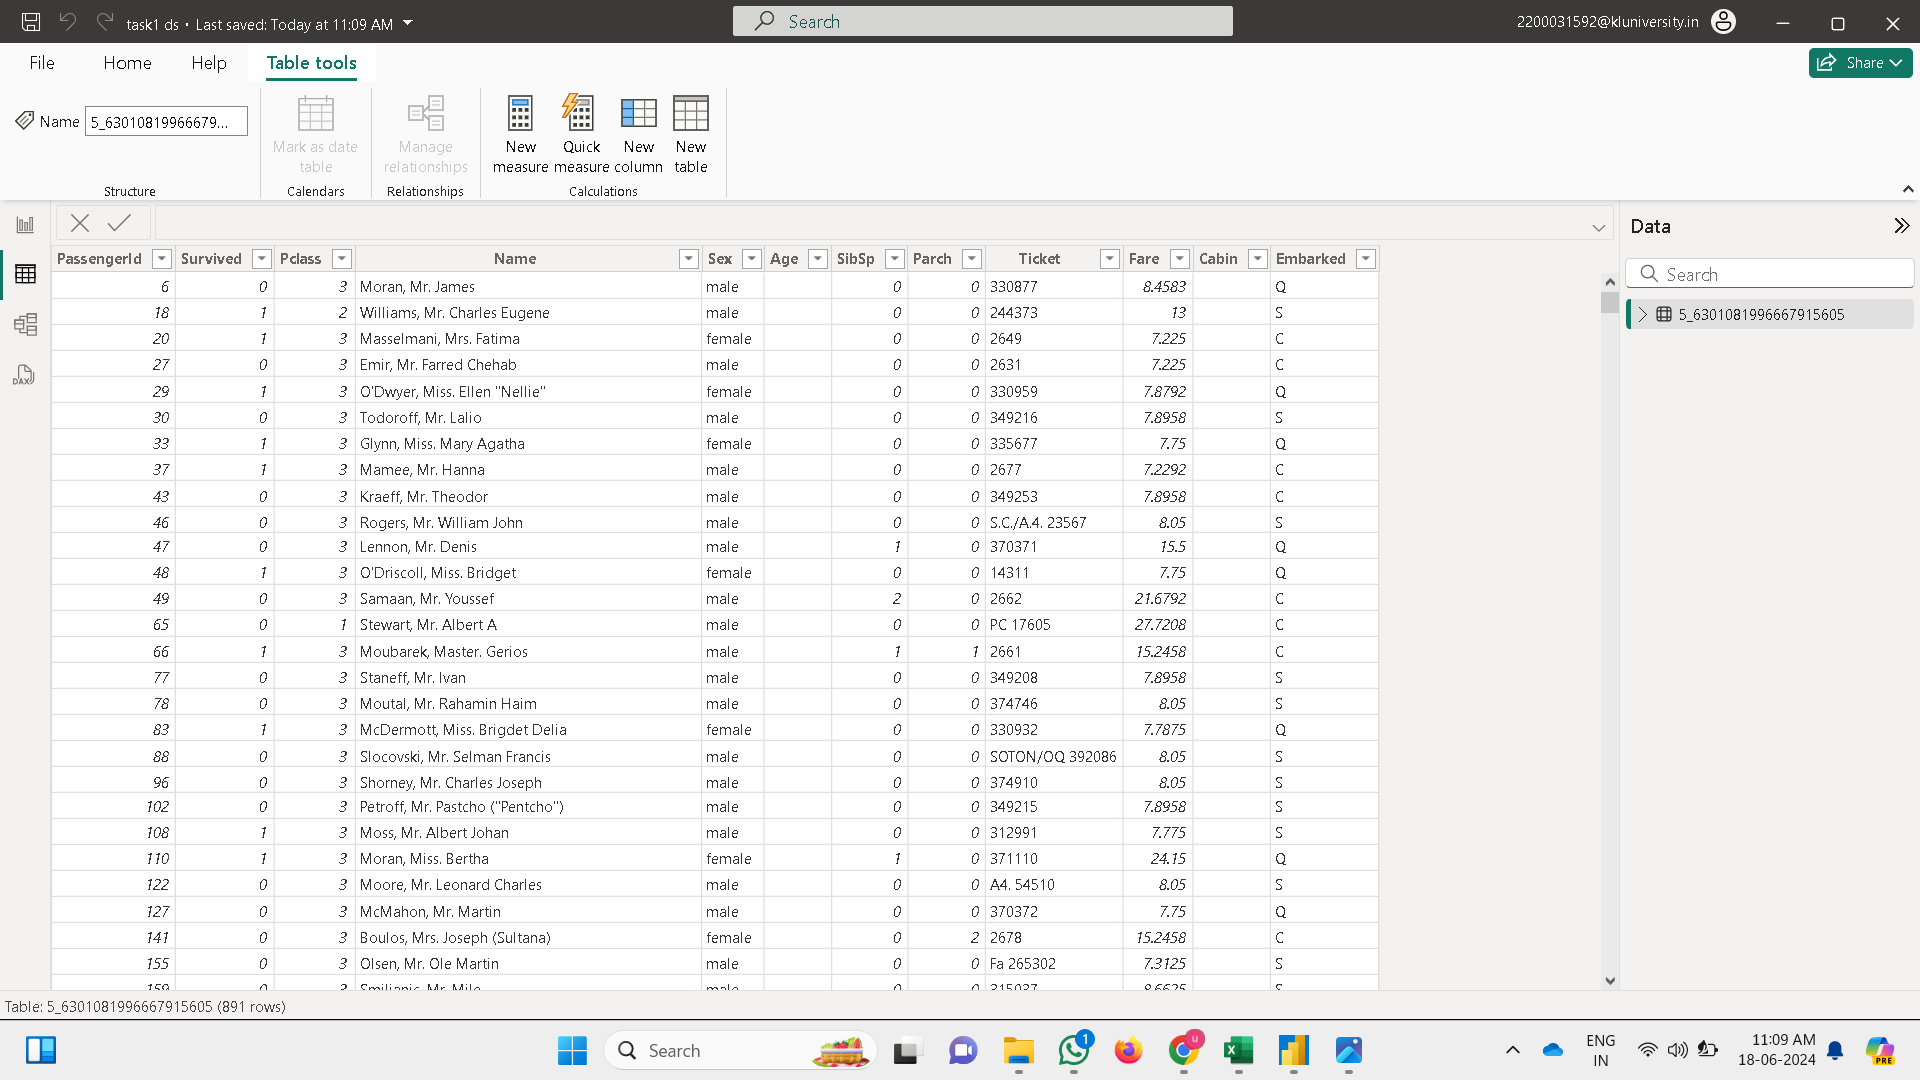 task1 ds • Last saved: Today at 11:09 AM
Search
2200031592@kluniversity.in
File Home Help Table tools
Share
Name 5_63010819966679...
Mark as date table
Manage relationships
New measure
Quick measure
New column
New table
Structure Calendars Relationships Calculations
Data
Search
5_6301081996667915605
PassengerId Survived Pclass Name Sex Age SibSp Parch Ticket Fare Cabin Embarked
6 0 3 Moran, Mr. James male 0 0 330877 8.4583 Q
18 1 2 Williams, Mr. Charles Eugene male 0 0 244373 13 S
20 1 3 Masselmani, Mrs. Fatima female 0 0 2649 7.225 C
27 0 3 Emir, Mr. Farred Chehab male 0 0 2631 7.225 C
29 1 3 O'Dwyer, Miss. Ellen "Nellie" female 0 0 330959 7.8792 Q
30 0 3 Todoroff, Mr. Lalio male 0 0 349216 7.8958 S
33 1 3 Glynn, Miss. Mary Agatha female 0 0 335677 7.75 Q
37 1 3 Mamee, Mr. Hanna male 0 0 2677 7.2292 C
43 0 3 Kraeff, Mr. Theodor male 0 0 349253 7.8958 C
46 0 3 Rogers, Mr. William John male 0 0 S.C./A.4. 23567 8.05 S
47 0 3 Lennon, Mr. Denis male 1 0 370371 15.5 Q
48 1 3 O'Driscoll, Miss. Bridget female 0 0 14311 7.75 Q
49 0 3 Samaan, Mr. Youssef male 2 0 2662 21.6792 C
65 0 1 Stewart, Mr. Albert A male 0 0 PC 17605 27.7208 C
66 1 3 Moubarek, Master. Gerios male 1 1 2661 15.2458 C
77 0 3 Staneff, Mr. Ivan male 0 0 349208 7.8958 S
78 0 3 Moutal, Mr. Rahamin Haim male 0 0 374746 8.05 S
83 1 3 McDermott, Miss. Brigdet Delia female 0 0 330932 7.7875 Q
88 0 3 Slocovski, Mr. Selman Francis male 0 0 SOTON/OQ 392086 8.05 S
96 0 3 Shorney, Mr. Charles Joseph male 0 0 374910 8.05 S
102 0 3 Petroff, Mr. Pastcho ("Pentcho") male 0 0 349215 7.8958 S
108 1 3 Moss, Mr. Albert Johan male 0 0 312991 7.775 S
110 1 3 Moran, Miss. Bertha female 1 0 371110 24.15 Q
122 0 3 Moore, Mr. Leonard Charles male 0 0 A4. 54510 8.05 S
127 0 3 McMahon, Mr. Martin male 0 0 370372 7.75 Q
141 0 3 Boulos, Mrs. Joseph (Sultana) female 0 2 2678 15.2458 C
155 0 3 Olsen, Mr. Ole Martin male 0 0 Fa 265302 7.3125 S
159 0 3 Smiljanic, Mr. Mile male 0 0 315037 8.6625 S
Table: 5_6301081996667915605 (891 rows)
Search
1
U
PRE
ENG
IN
11:09 AM
18-06-2024